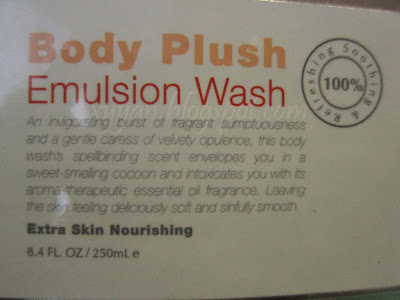 Body Plush
Emulsion Wash
An invigorating burst of fragrant sumptuousness
and a gentle caress of velvety opulence, this body
wash's spellbinding scent envelopes you in a
sweet-smelling cocoon and intoxicates you with its
aroma-therapeutic essential oil fragrance. Leaving
the skin feeling deliciously soft and sinfully smooth.
Extra Skin Nourishing
8.4 FL. OZ / 250mL e
Refreshing Soothing &
100%